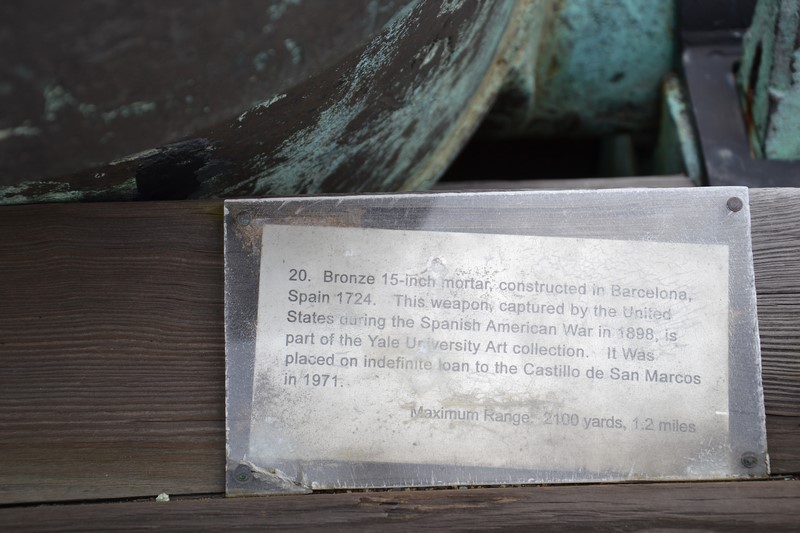 20. Bronze 15-inch mortar, constructed in Barcelona,
Spain 1724. This weapon, captured by the United
States during the Spanish American War in 1898, is
part of the Yale University Art collection. It Was
placed on indefinite loan to the Castillo de San Marcos
in 1971.
Maximum Range: 2100 yards, 1.2 miles